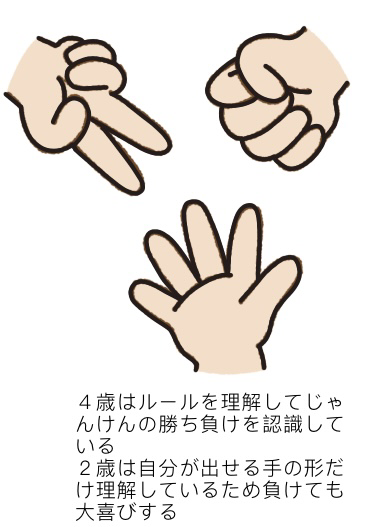 ４歳はルールを理解してじゃ
んけんの勝ち負けを認識して
いる
２歳は自分が出せる手の形だ
け理解しているため負けても
大喜びする